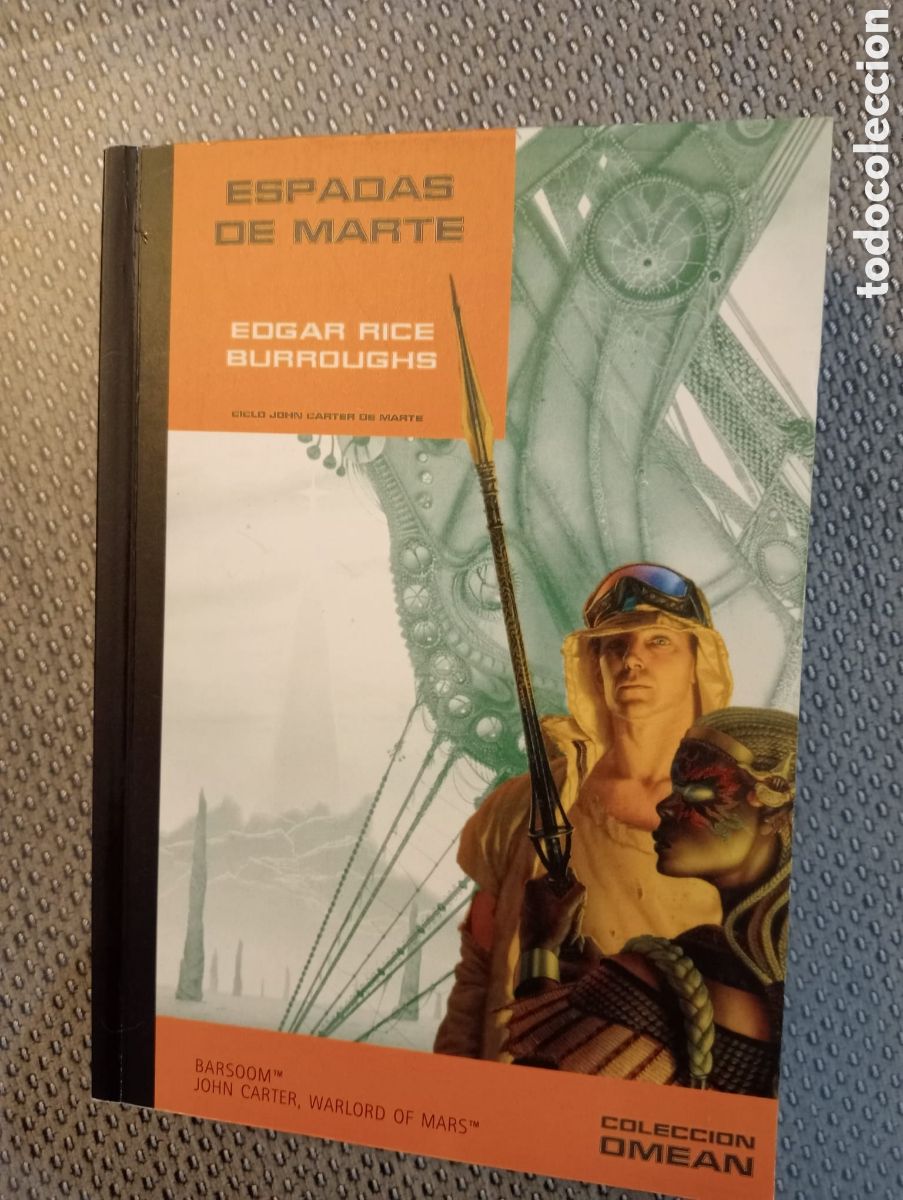 ESPADAS
DE MARTE
EDGAR RICE
BURROUGHS
CICLO JOHN CARTER DE MARTE
BARSOOM™
JOHN CARTER, WARLORD OF MARS™
COLECCION
OMEAN
todocoleccion